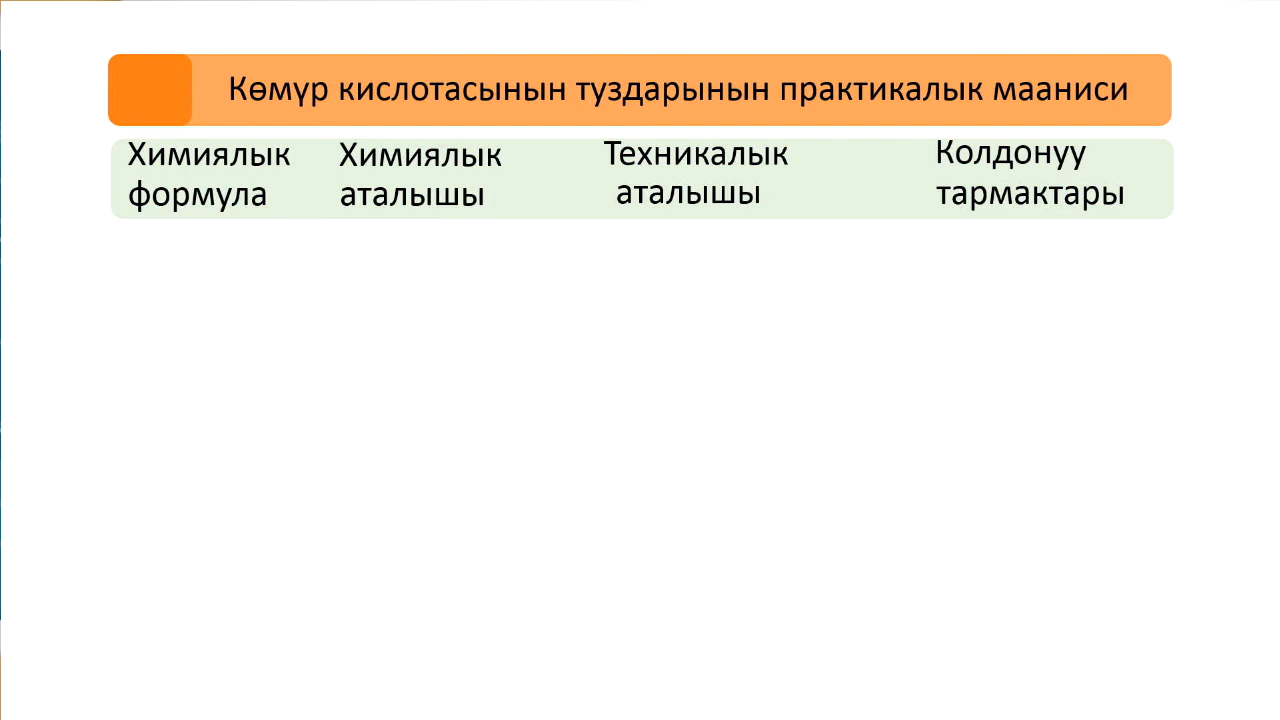 Көмүр кислотасынын туздарынын практикалык мааниси
Химиялык формула
Химиялык аталышы
Техникалык аталышы
Колдонуу тармактары